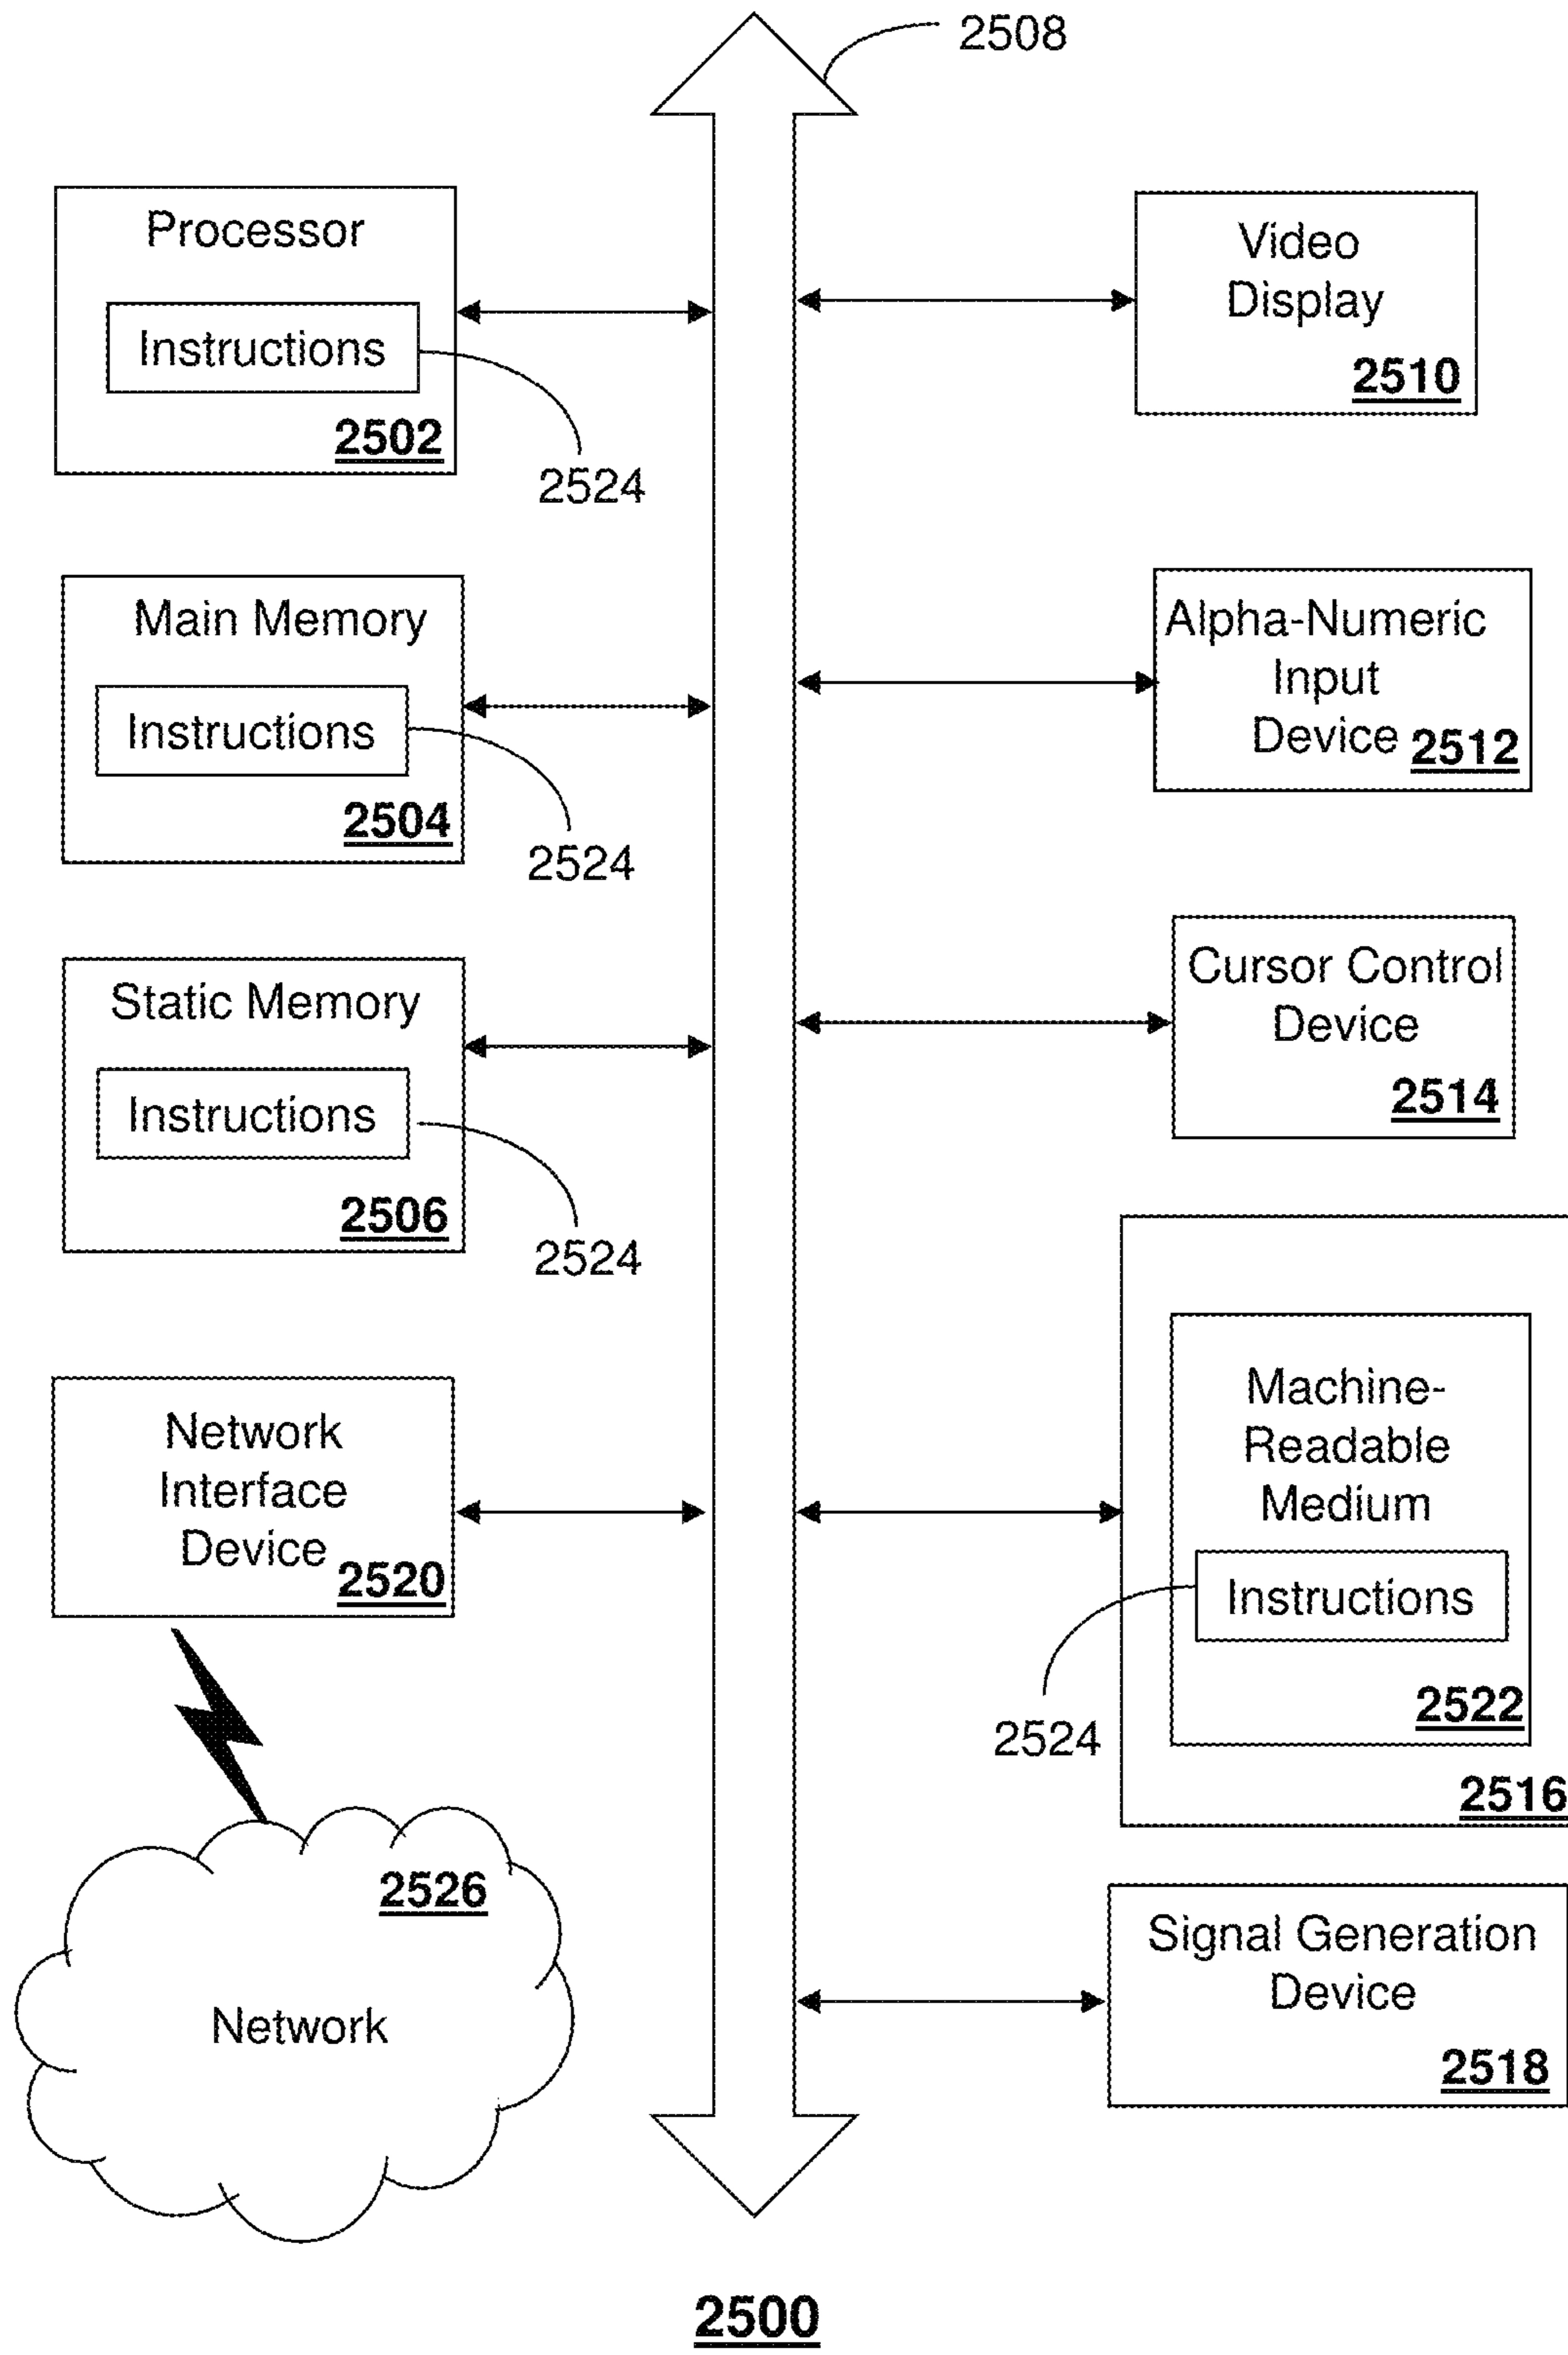 2508
Processor
Instructions
2502
2524
Main Memory
Instructions
2504
2524
Static Memory
Instructions
2506
2524
Network
Interface
Device
2520
2526
Network
Video
Display
2510
Alpha-Numeric
Input
Device 2512
Cursor Control
Device
2514
Machine-
Readable
Medium
Instructions
2524
2522
2516
Signal Generation
Device
2518
2500